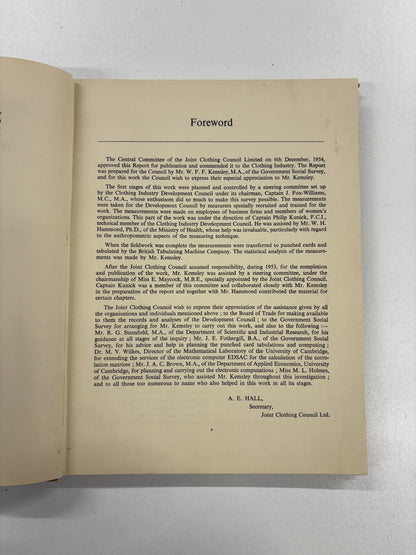 Foreword
The Central Committee of the Joint Clothing Council Limited on 6th December, 1954,
approved this Report for publication and commended it to the Clothing Industry. The Report
was prepared for the Council by Mr. W. F. F. Kemsley, M.A., of the Government Social Survey,
and for this work the Council wish to express their especial appreciation to Mr. Kemsley.
The first stages of this work were planned and controlled by a steering committee set up
by the Clothing Industry Development Council under its chairman, Captain J. Fox-Williams,
M.C., M.A., whose enthusiasm did so much to make this survey possible. The measurements
were taken for the Development Council by measurers specially recruited and trained for the
work. The measurements were made on employees of business firms and members of women's
organizations. This part of the work was under the direction of Captain Philip Kunick, F.C.I.,
technical member of the Clothing Industry Development Council. He was assisted by Mr. W. H.
Hammond, Ph.D., of the Ministry of Health, whose help was invaluable, particularly with regard
to the anthropometric aspects of the measuring technique.
When the fieldwork was complete the measurements were transferred to punched cards and
tabulated by the British Tabulating Machine Company. The statistical analysis of the measurements
was made by Mr. Kemsley.
After the Joint Clothing Council assumed responsibility, during 1953, for the completion
and publication of the work, Mr. Kemsley was assisted by a steering committee, under the
chairmanship of Miss E. Maycook, M.B.E., specially appointed by the Joint Clothing Council.
Captain Kunick was a member of this committee and collaborated closely with Mr. Kemsley
in the preparation of the report and together with Mr. Hammond contributed the material for
certain chapters.
The Joint Clothing Council wish to express their appreciation of the assistance given by all
the organisations and individuals mentioned above ; to the Board of Trade for making available
to them the records and analyses of the Development Council ; to the Government Social
Survey for arranging for Mr. Kemsley to carry out this work, and also to the following :—
Mr. R. G. Stansfield, M.A., of the Department of Scientific and Industrial Research, for his
guidance at all stages of the inquiry ; Mr. J. E. Fothergill, B.A., of the Government Social
Survey, for his advice and help in planning the punched card tabulations and computing ;
Dr. M. V. Wilkes, Director of the Mathematical Laboratory of the University of Cambridge,
for extending the services of the electronic computer EDSAC for the calculation of the corre-
lation matrices ; Mr. J. A. C. Brown, M.A., of the Department of Applied Economics, University
of Cambridge, for planning and carrying out the electronic computations ; Miss M. L. Holmes,
of the Government Social Survey, who assisted Mr. Kemsley throughout this investigation ;
and to all those too numerous to name who also helped in this work in all its stages.
A. E. HALL,
Secretary,
Joint Clothing Council Ltd.
v